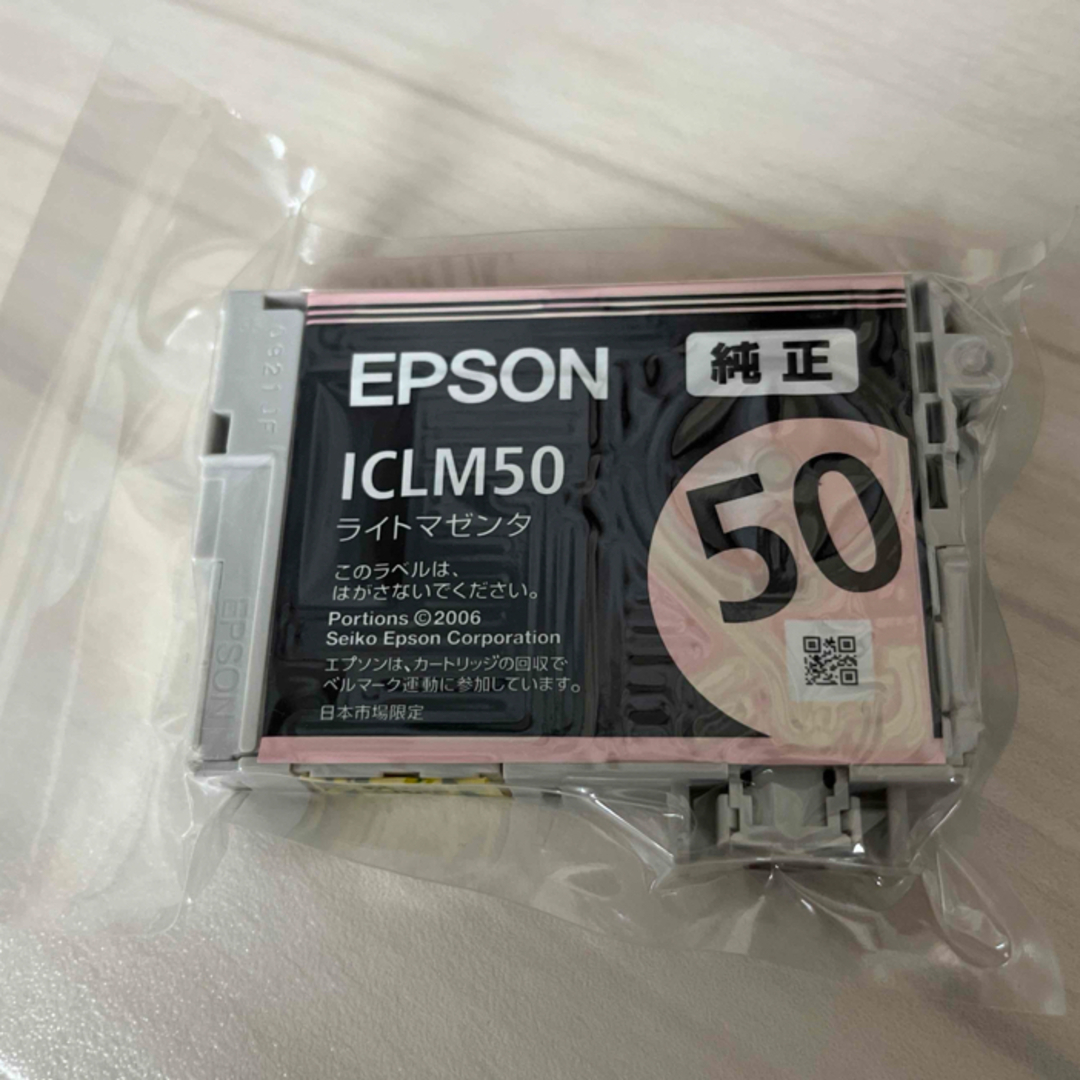 EPSON
純正
ICLM50
ライトマゼンタ
50
このラベルは、
はがさないでください。
Portions ©2006
Seiko Epson Corporation
エプソンは、カートリッジの回収で
ベルマーク運動に参加しています。
日本市場限定
EPSON